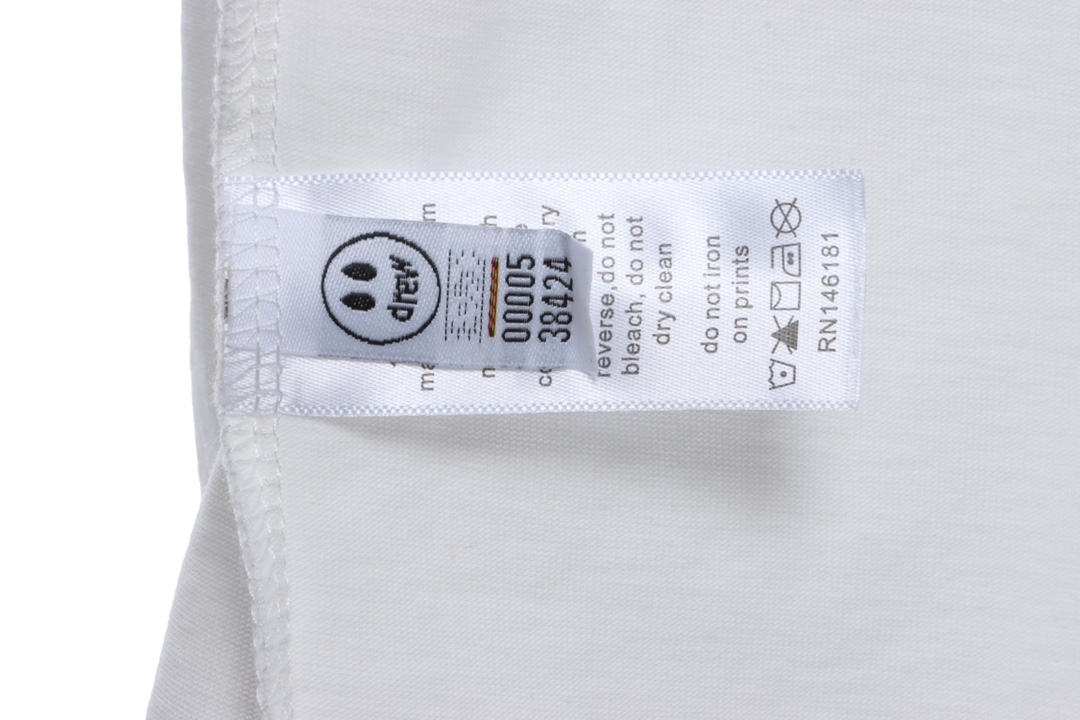 drew
00005
38424
reverse,do not
bleach, do not
dry clean
do not iron
on prints
RN146181